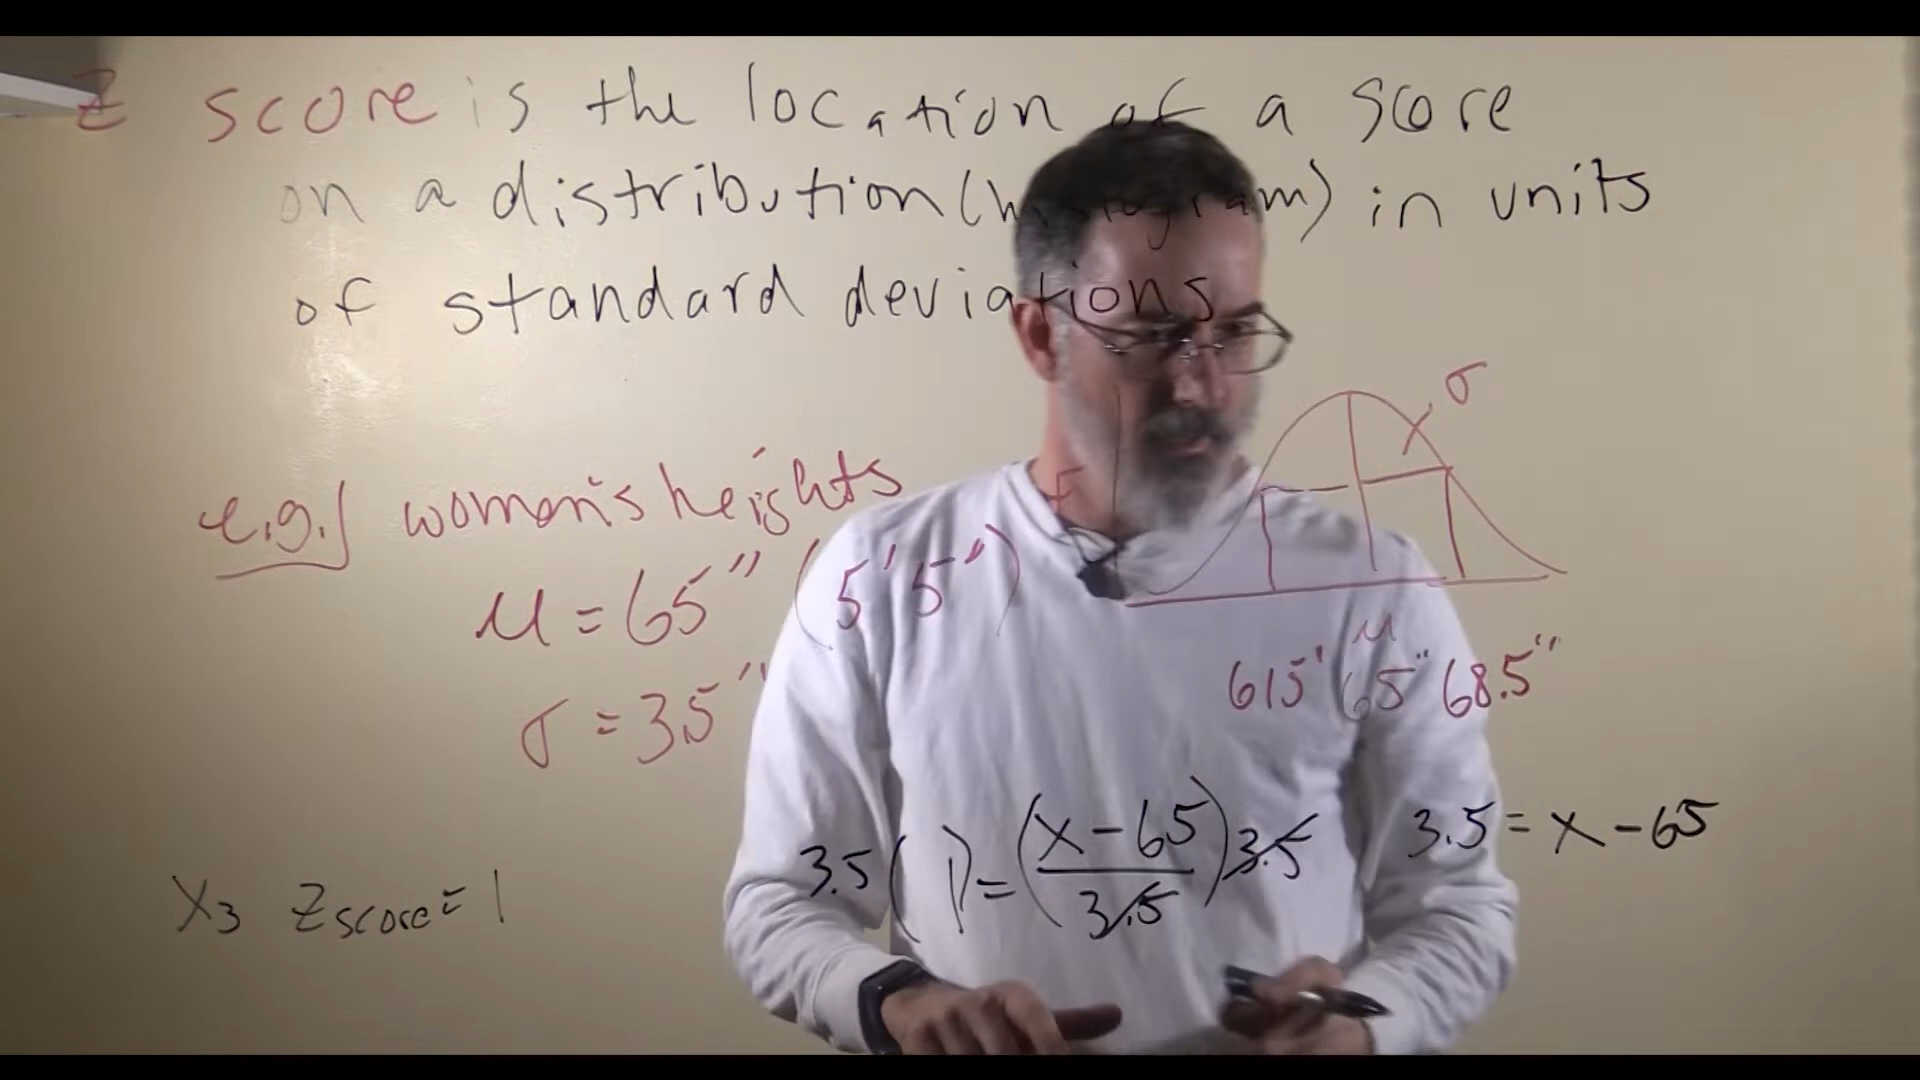 Z score is the location of a score
on a distribution (histogram) in units
of standard deviations
σ
e.g./ women's heights
F
μ = 65" (5'5")
μ
61.5' 65" 68.5"
σ = 3.5"
3.5(1) = (x - 65 / 3.5) 3.5
3.5 = x - 65
X3 Zscore = 1